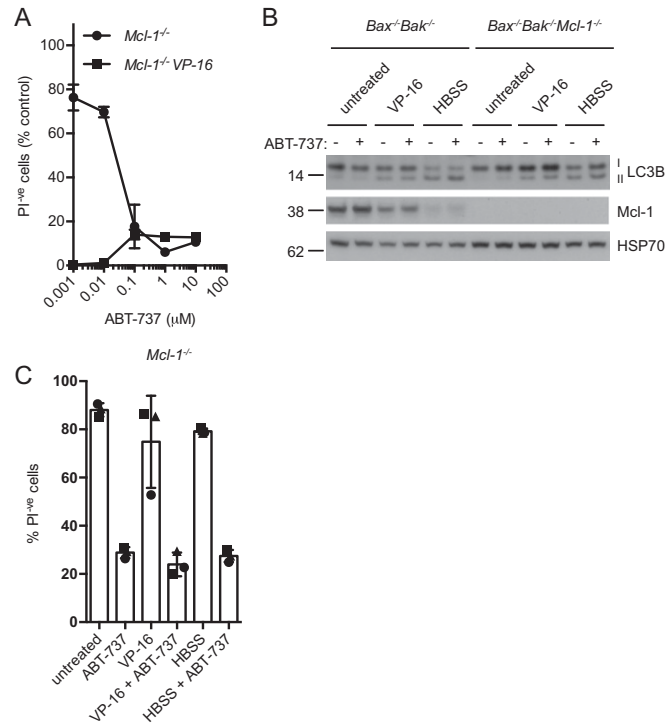 A
Mcl-1-/-
Mcl-1-/- VP-16
PI-ve cells (% control)
100
80
60
40
20
0
0.001
0.01
0.1
1
10
100
ABT-737 (μM)
B
Bax-/-Bak-/-
Bax-/-Bak-/-Mcl-1-/-
untreated
VP-16
HBSS
untreated
VP-16
HBSS
ABT-737: - + - + - + - + - + - +
14
I
II
LC3B
38
Mcl-1
62
HSP70
C
Mcl-1-/-
% PI-ve cells
100
80
60
40
20
0
untreated
ABT-737
VP-16
VP-16 + ABT-737
HBSS
HBSS + ABT-737